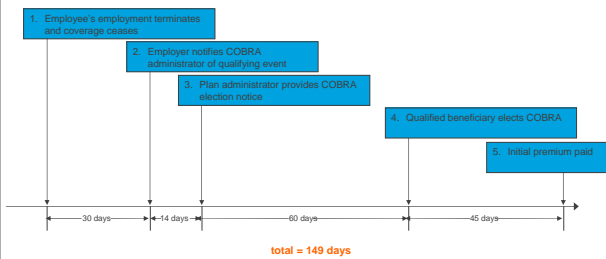 1. Employee's employment terminates
and coverage ceases
2. Employer notifies COBRA
administrator of qualifying event
3. Plan administrator provides COBRA
election notice
4. Qualified beneficiary elects COBRA
5. Initial premium paid
30 days
14 days
60 days
45 days
total = 149 days